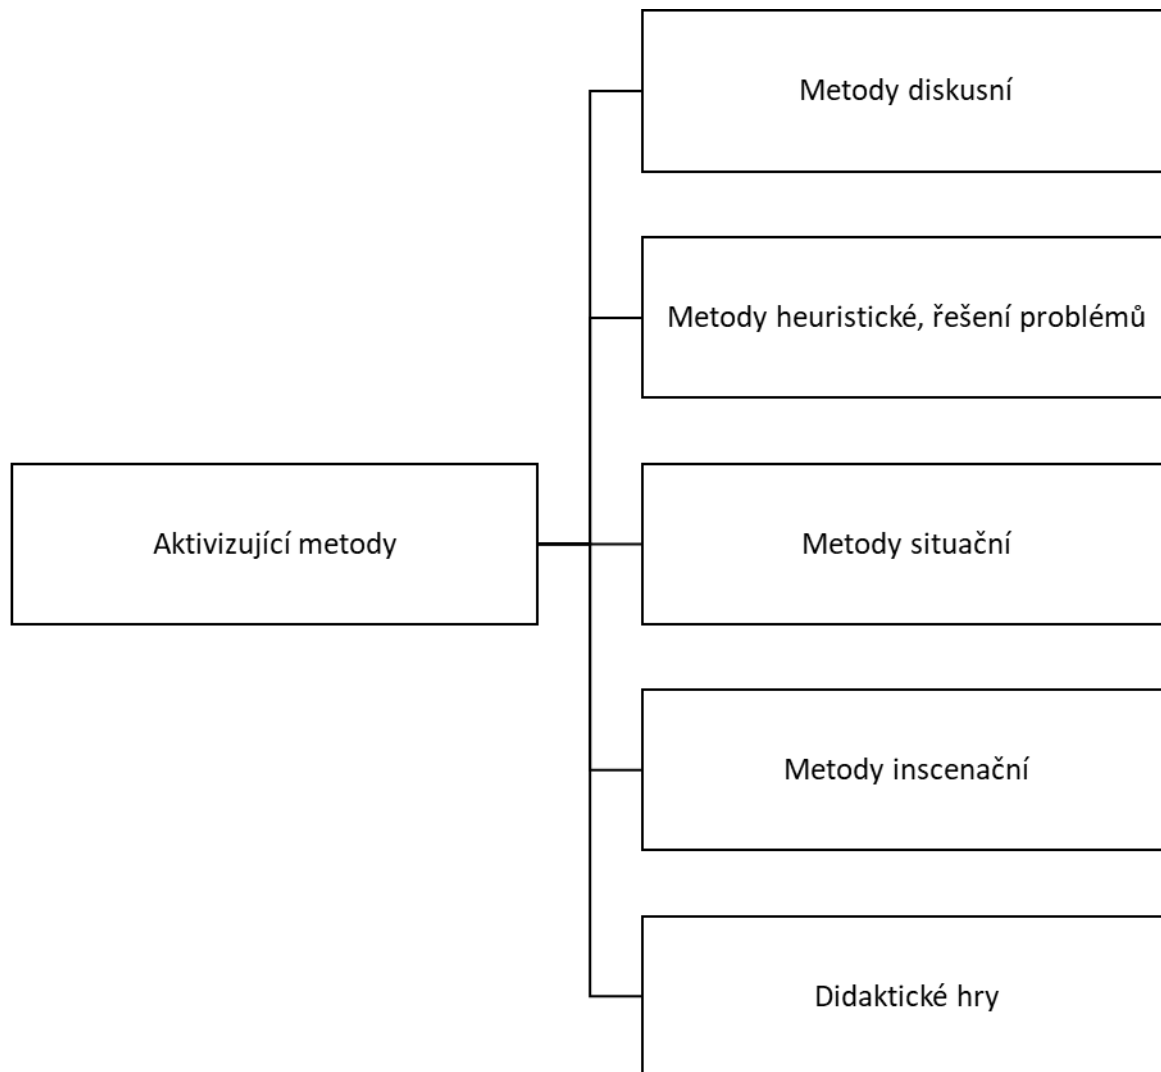 Metody diskusní
Metody heuristické, řešení problémů
Aktivizující metody
Metody situační
Metody inscenační
Didaktické hry